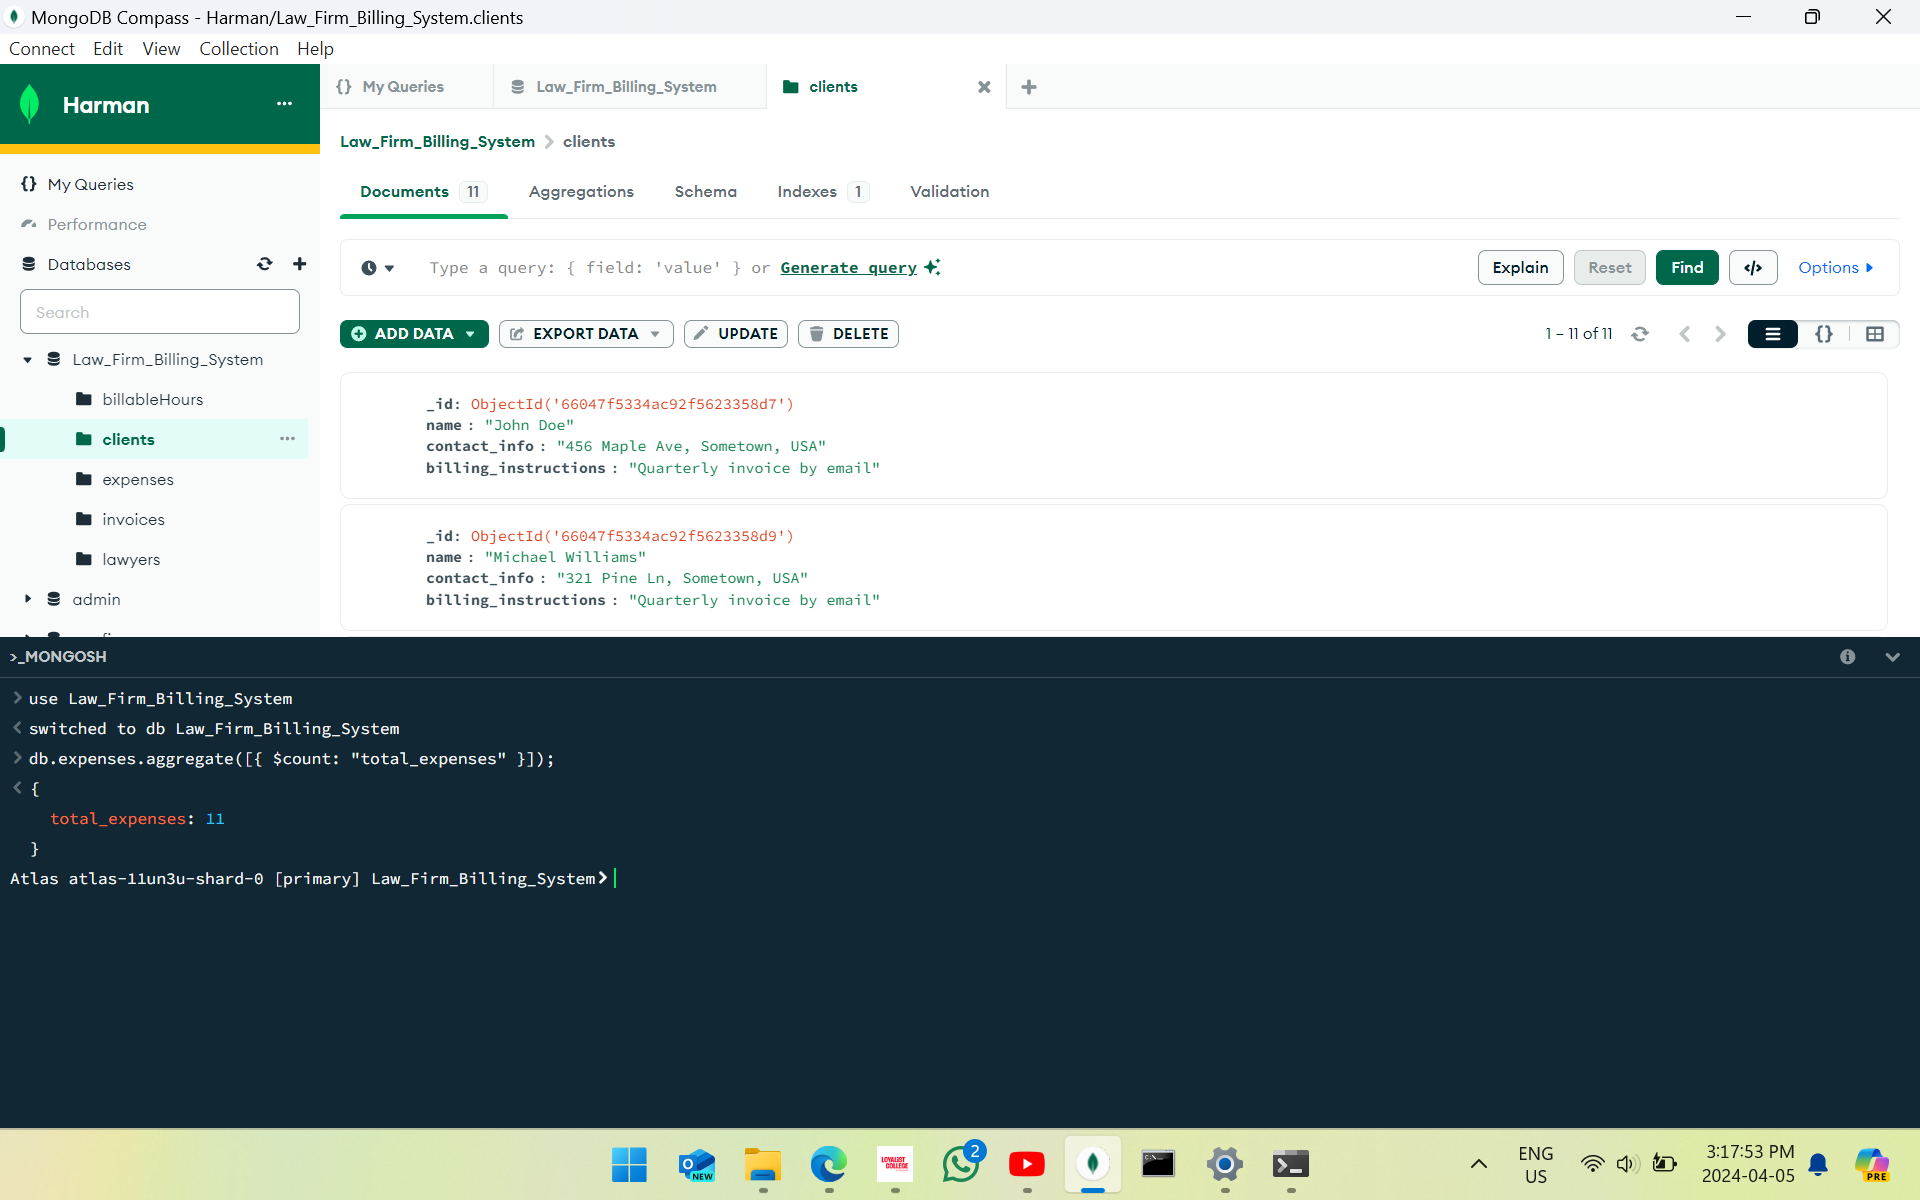 MongoDB Compass - Harman/Law_Firm_Billing_System.clients
Connect Edit View Collection Help
Harman
My Queries
Law_Firm_Billing_System
clients
Law_Firm_Billing_System > clients
Documents 11 Aggregations Schema Indexes 1 Validation
My Queries
Performance
Databases
Search
Law_Firm_Billing_System
billableHours
clients
expenses
invoices
lawyers
admin
Type a query: { field: 'value' } or Generate query
Explain Reset Find </> Options
ADD DATA EXPORT DATA UPDATE DELETE
1 – 11 of 11
_id: ObjectId('66047f5334ac92f5623358d7')
name : "John Doe"
contact_info : "456 Maple Ave, Sometown, USA"
billing_instructions : "Quarterly invoice by email"
_id: ObjectId('66047f5334ac92f5623358d9')
name : "Michael Williams"
contact_info : "321 Pine Ln, Sometown, USA"
billing_instructions : "Quarterly invoice by email"
>_MONGOSH
> use Law_Firm_Billing_System
< switched to db Law_Firm_Billing_System
> db.expenses.aggregate([{ $count: "total_expenses" }]);
< {
total_expenses: 11
}
Atlas atlas-11un3u-shard-0 [primary] Law_Firm_Billing_System>
NEW
LOYALIST
COLLEGE
2
ENG
US
3:17:53 PM
2024-04-05
PRE